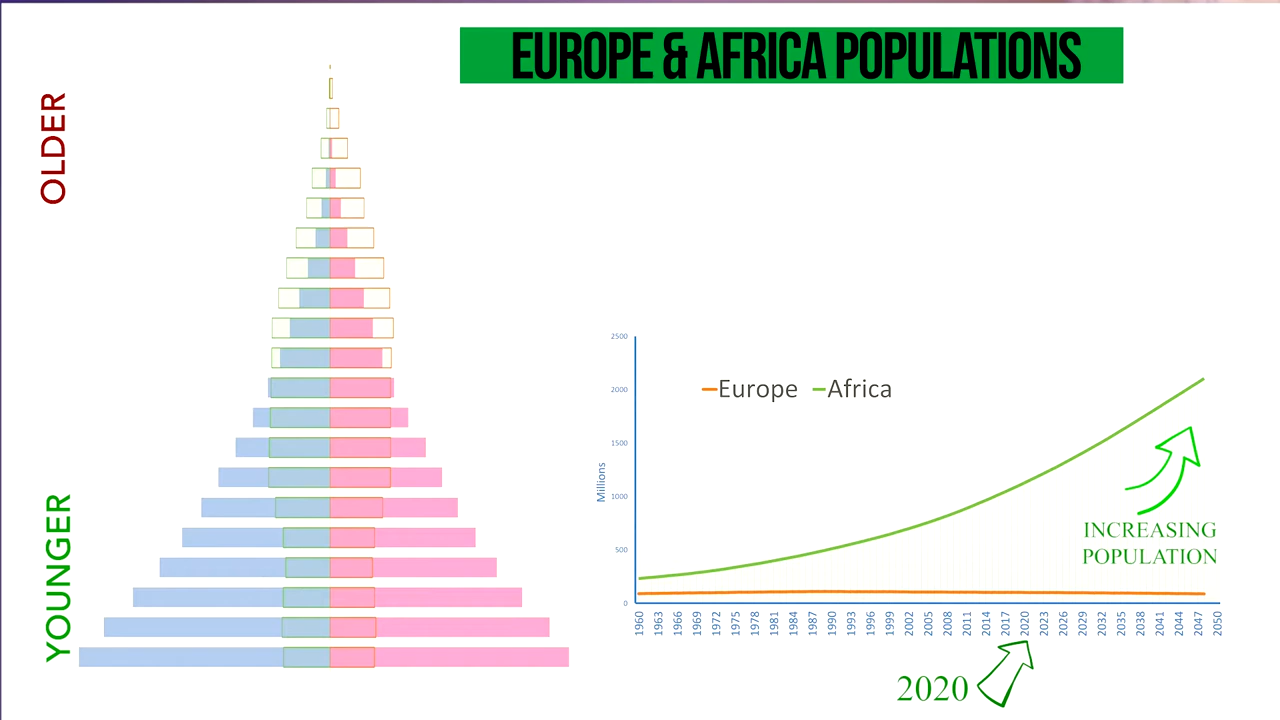 EUROPE & AFRICA POPULATIONS
OLDER
YOUNGER
2500
2000
1500
1000
500
0
Millions
Europe Africa
INCREASING
POPULATION
1960 1963 1966 1969 1972 1975 1978 1981 1984 1987 1990 1993 1996 1999 2002 2005 2008 2011 2014 2017 2020 2023 2026 2029 2032 2035 2038 2041 2044 2047 2050
2020